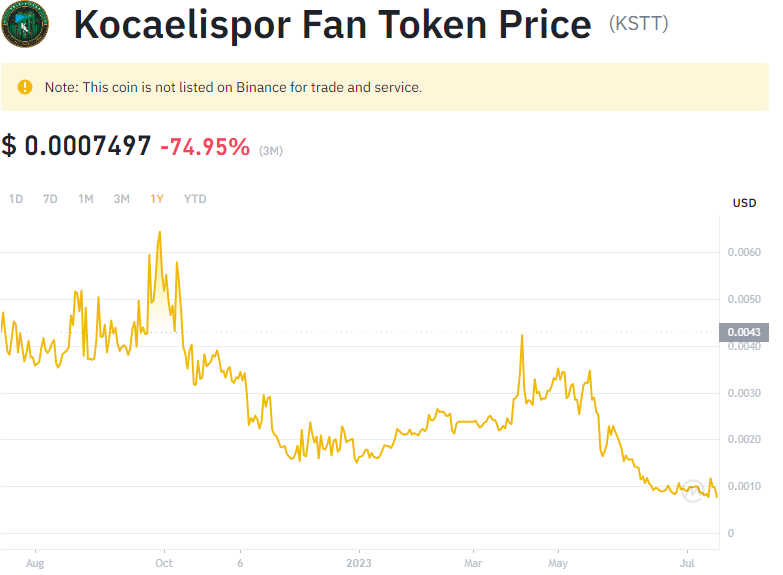 Kocaelispor Fan Token Price (KSTT)
Note: This coin is not listed on Binance for trade and service.
$ 0.0007497 -74.95% (3M)
1D 7D 1M 3M 1Y YTD
USD
0.0060
0.0050
0.0043
0.0040
0.0030
0.0020
0.0010
0
Aug Oct 6 2023 Mar May Jul